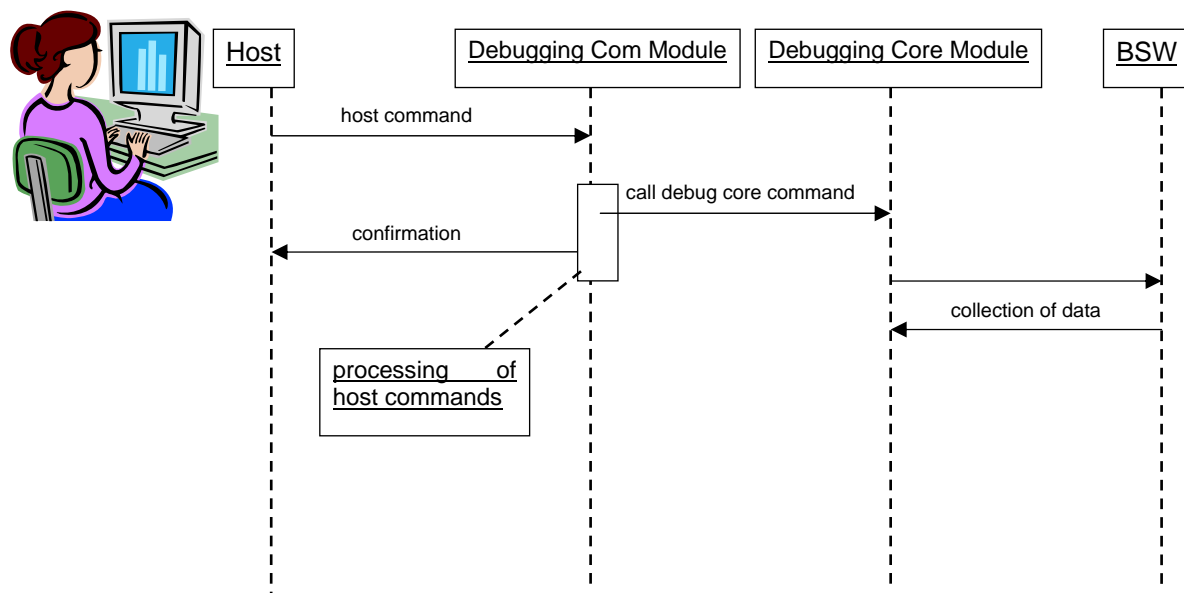 Host
Debugging Com Module
Debugging Core Module
BSW
host command
call debug core command
confirmation
collection of data
processing of
host commands